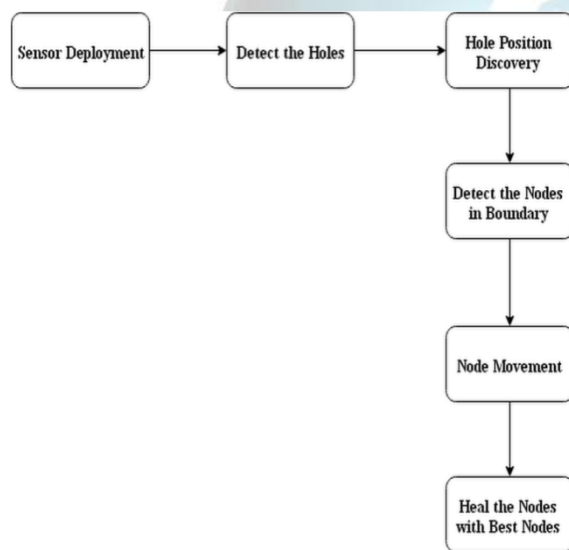 Sensor Deployment
Detect the Holes
Hole Position
Discovery
Detect the Nodes
in Boundary
Node Movement
Heal the Nodes
with Best Nodes